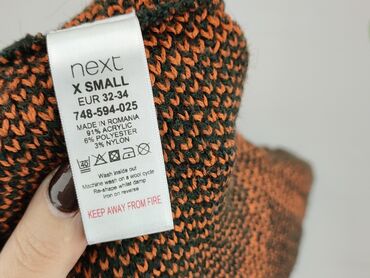 next
X SMALL
EUR 32-34
748-594-025
MADE IN ROMANIA
91% ACRYLIC
6% POLYESTER
3% NYLON
40
Wash inside out
Machine wash on a wool cycle
Re-shape whilst damp
Iron on reverse
KEEP AWAY FROM FIRE